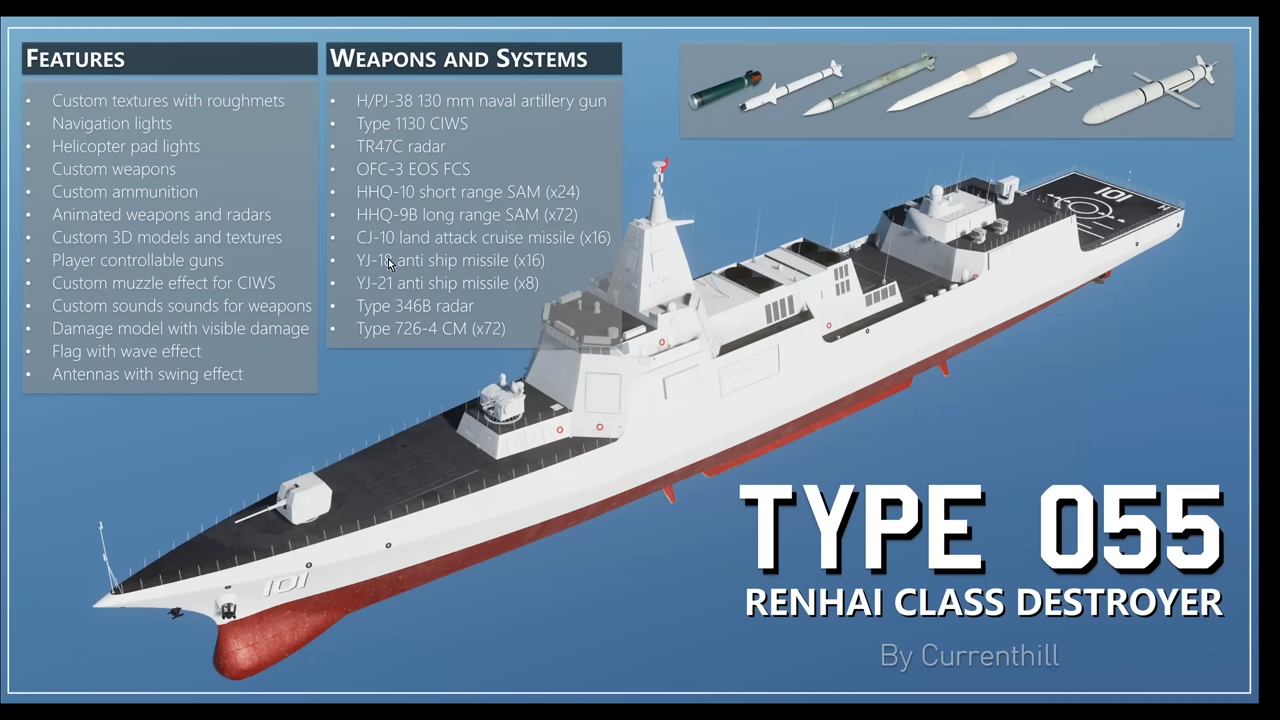 FEATURES
• Custom textures with roughmets
• Navigation lights
• Helicopter pad lights
• Custom weapons
• Custom ammunition
• Animated weapons and radars
• Custom 3D models and textures
• Player controllable guns
• Custom muzzle effect for CIWS
• Custom sounds sounds for weapons
• Damage model with visible damage
• Flag with wave effect
• Antennas with swing effect
WEAPONS AND SYSTEMS
• H/PJ-38 130 mm naval artillery gun
• Type 1130 CIWS
• TR47C radar
• OFC-3 EOS FCS
• HHQ-10 short range SAM (x24)
• HHQ-9B long range SAM (x72)
• CJ-10 land attack cruise missile (x16)
• YJ-18 anti ship missile (x16)
• YJ-21 anti ship missile (x8)
• Type 346B radar
• Type 726-4 CM (x72)
101
H
101
TYPE 055
RENHAI CLASS DESTROYER
By Currenthill